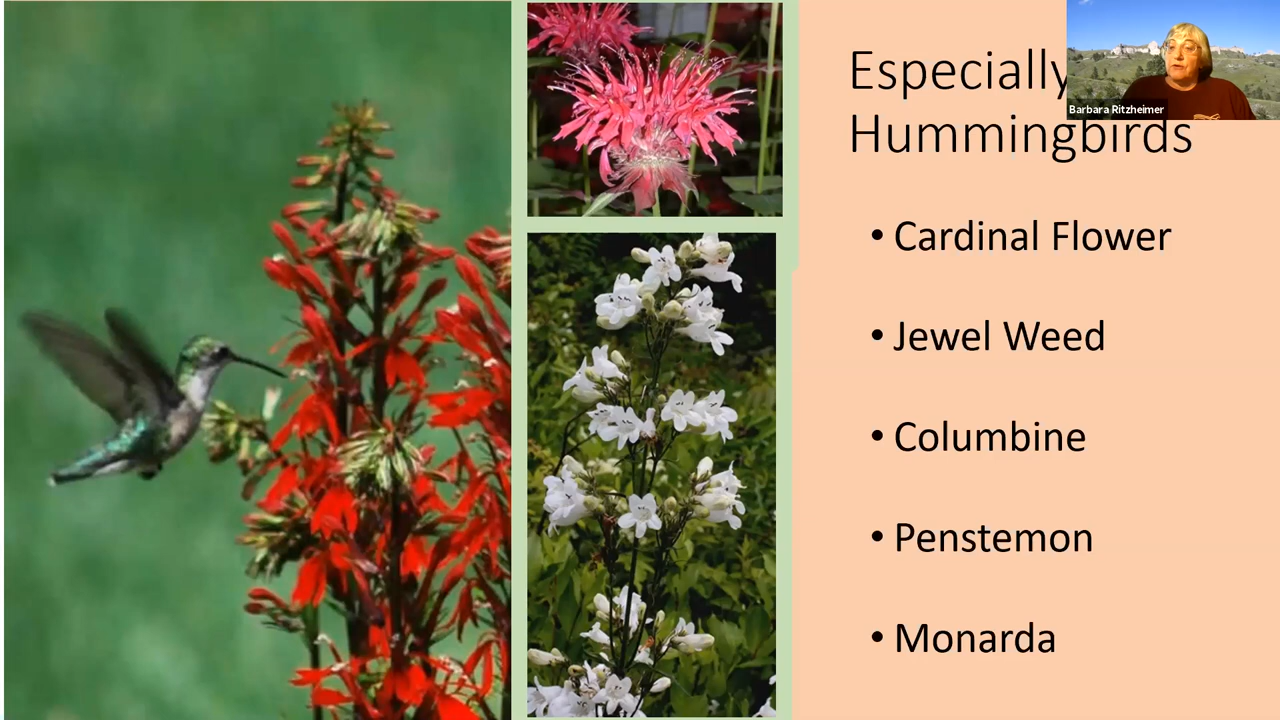 Especially
Hummingbirds
Barbara Ritzheimer
• Cardinal Flower
• Jewel Weed
• Columbine
• Penstemon
• Monarda